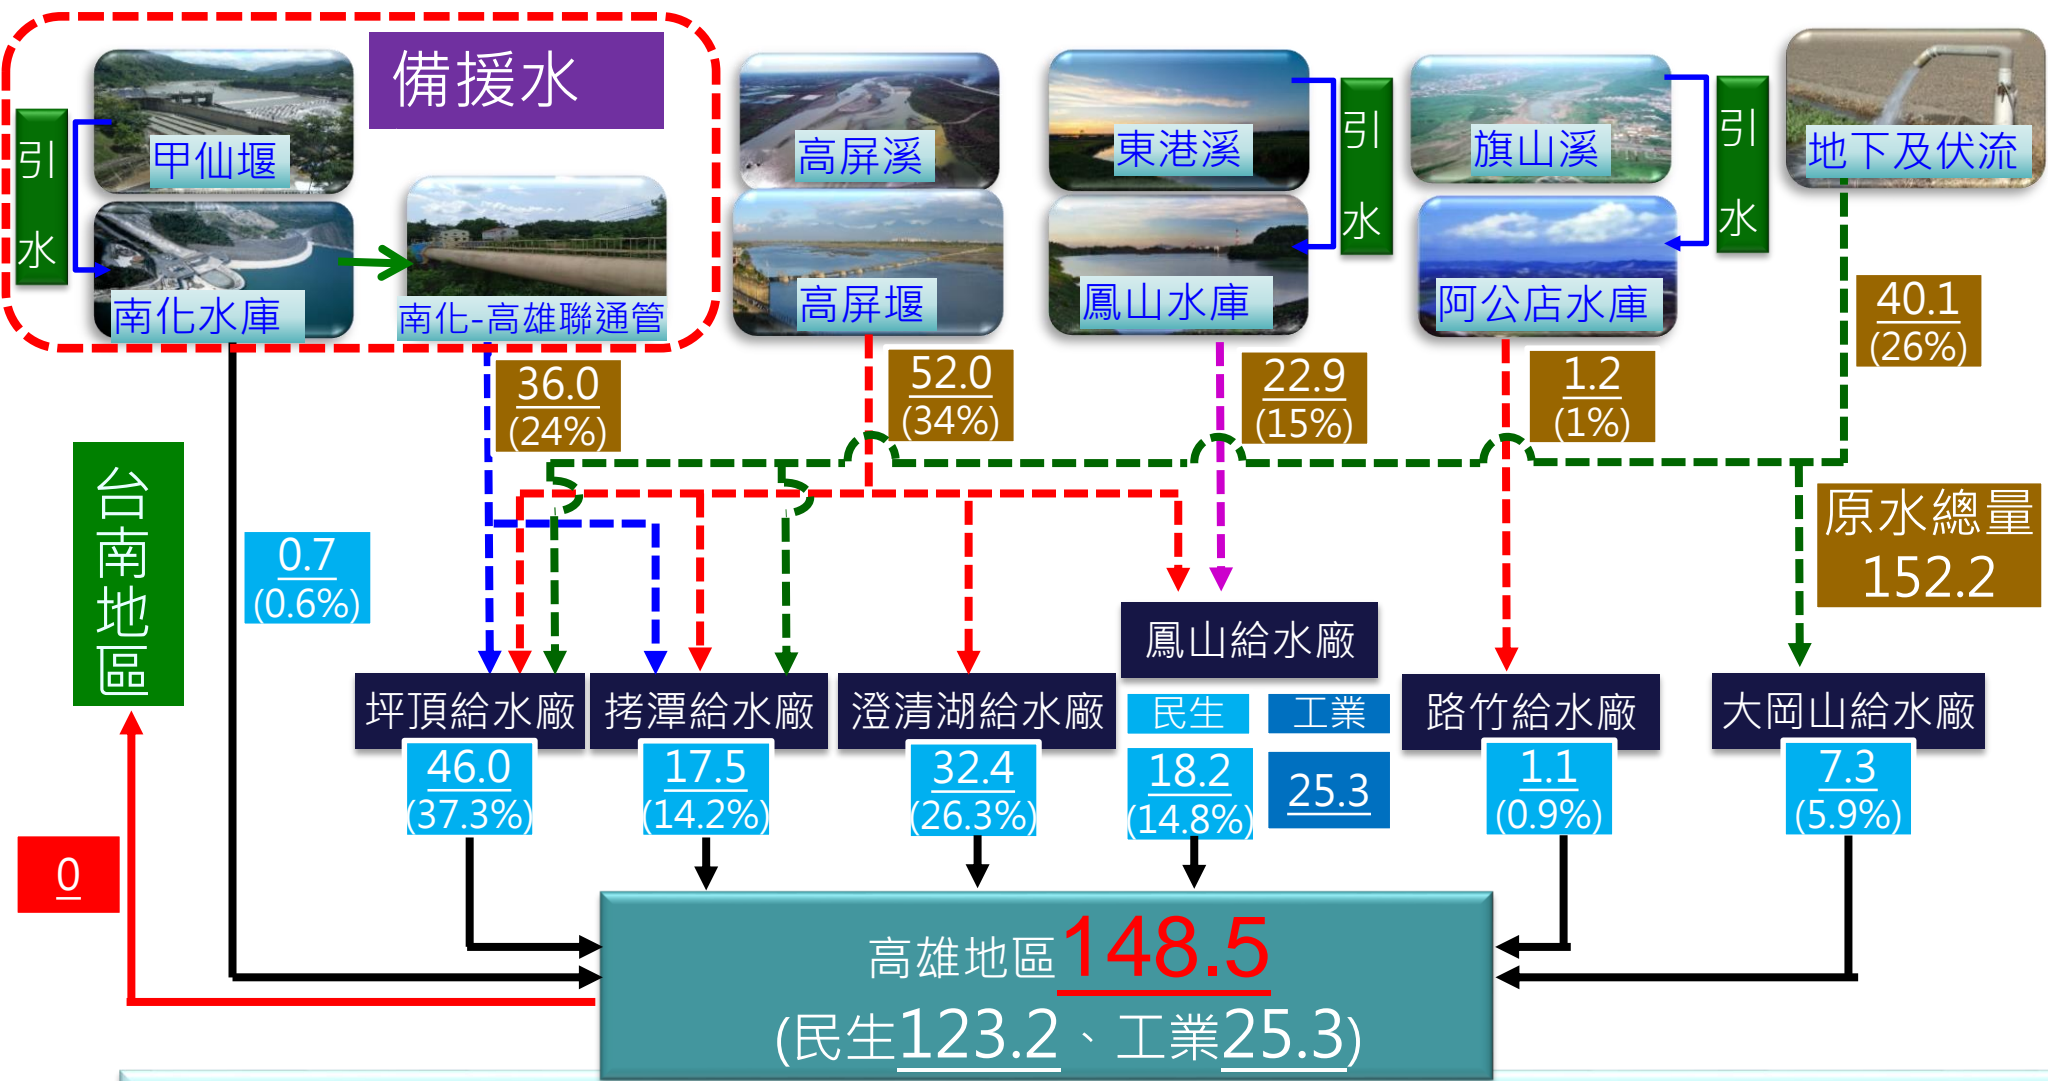 備援水
引水
甲仙堰
南化水庫
南化-高雄聯通管
高屏溪
高屏堰
東港溪
鳳山水庫
引水
旗山溪
阿公店水庫
引水
地下及伏流
36.0
(24%)
52.0
(34%)
22.9
(15%)
1.2
(1%)
40.1
(26%)
原水總量
152.2
台南地區
0.7
(0.6%)
0
坪頂給水廠
46.0
(37.3%)
拷潭給水廠
17.5
(14.2%)
澄清湖給水廠
32.4
(26.3%)
鳳山給水廠
民生
18.2
(14.8%)
工業
25.3
路竹給水廠
1.1
(0.9%)
大岡山給水廠
7.3
(5.9%)
高雄地區148.5
(民生123.2、工業25.3)